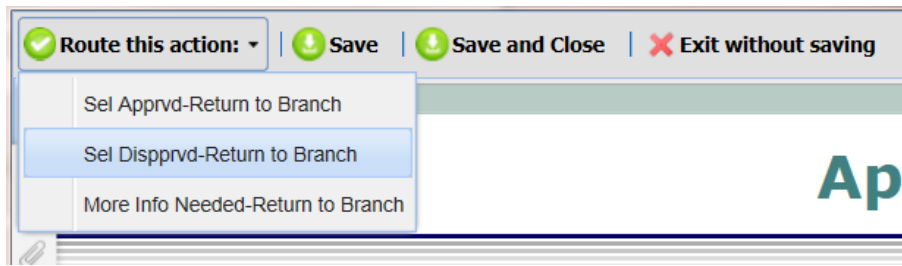 Route this action: Save Save and Close Exit without saving
Sel Apprvd-Return to Branch
Sel Dispprvd-Return to Branch
More Info Needed-Return to Branch
Ap